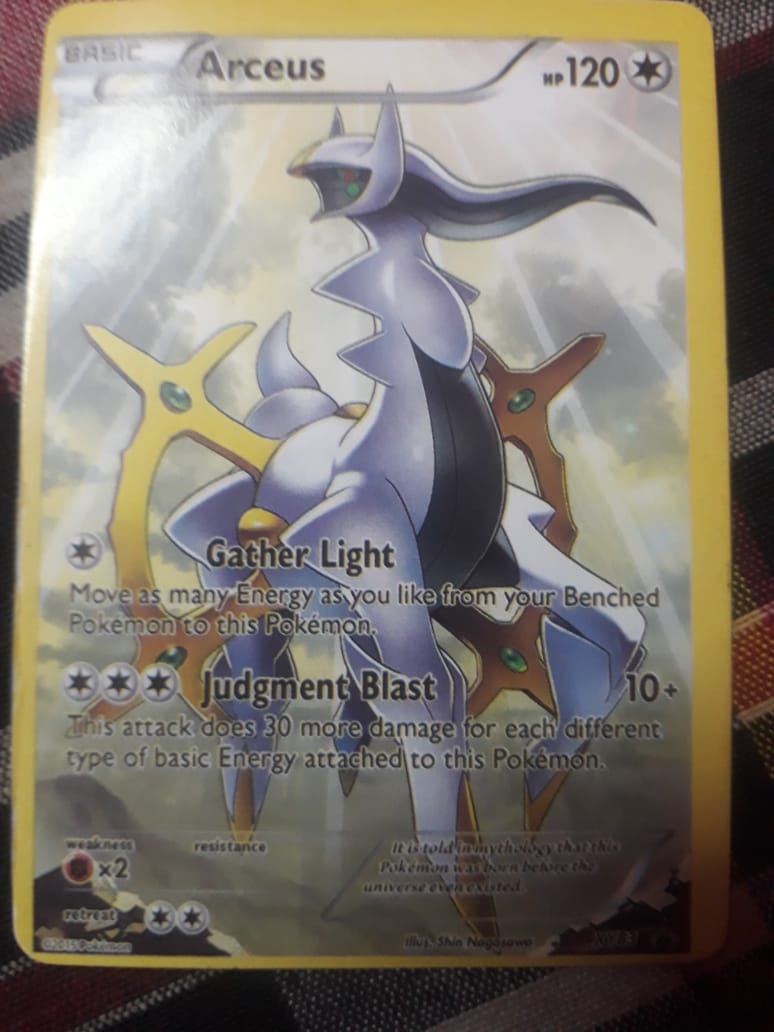 BASIC
Arceus
HP120
Gather Light
Move as many Energy as you like from your Benched
Pokémon to this Pokémon.
Judgment Blast 10+
This attack does 30 more damage for each different
type of basic Energy attached to this Pokémon.
weakness resistance
×2
It is told in mythology that this
Pokémon was born before the
universe even existed.
retreat
©2015 Pokémon
Illus. Shin Nagasawa
XY83